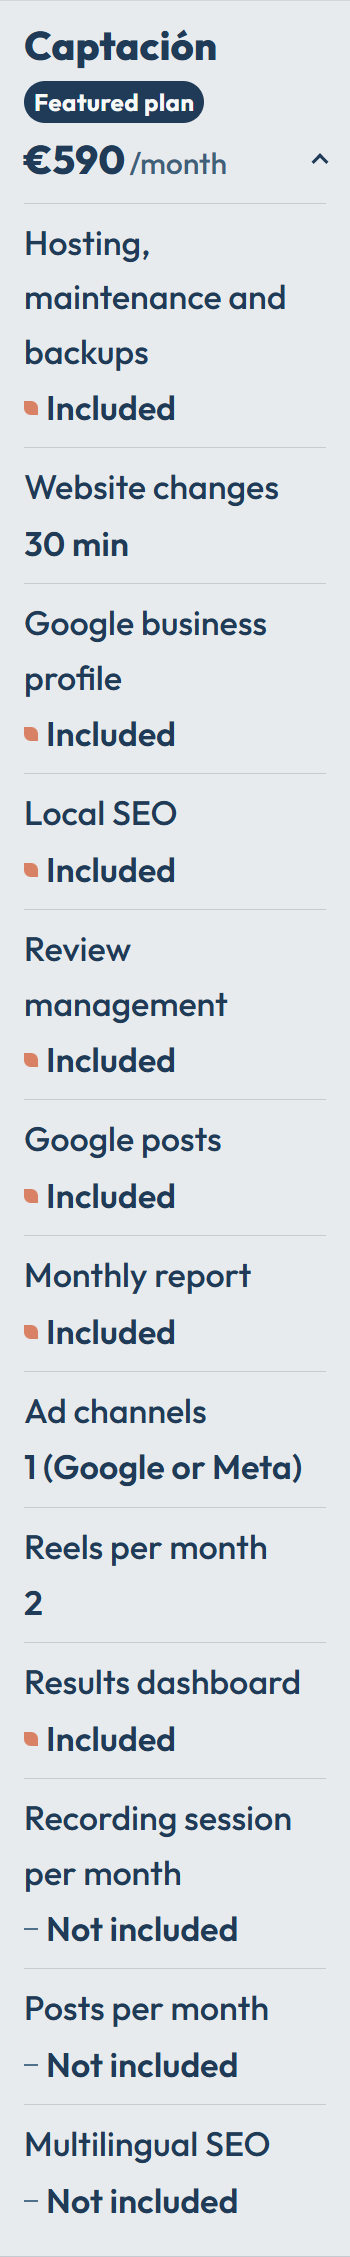 Captación
Featured plan
€590 /month
Hosting,
maintenance and
backups
Included
Website changes
30 min
Google business
profile
Included
Local SEO
Included
Review
management
Included
Google posts
Included
Monthly report
Included
Ad channels
1 (Google or Meta)
Reels per month
2
Results dashboard
Included
Recording session
per month
– Not included
Posts per month
– Not included
Multilingual SEO
– Not included